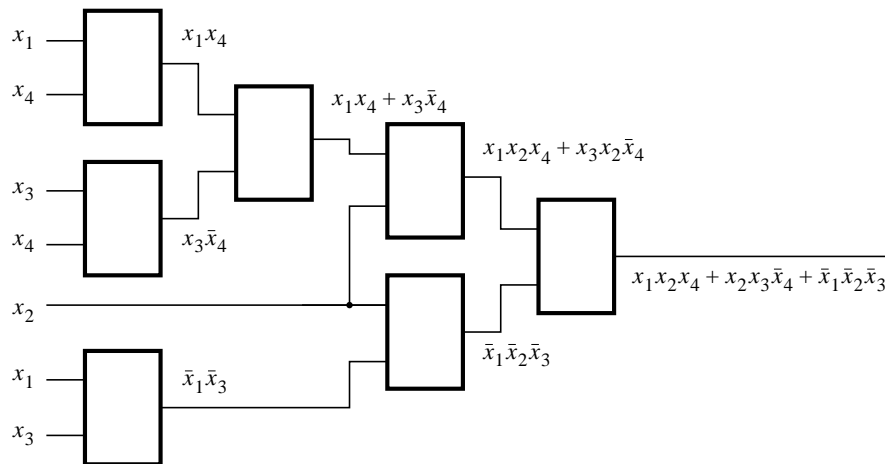 x₁
x₁x₄
x₄
x₁x₄ + x₃x̄₄
x₁x₂x₄ + x₃x₂x̄₄
x₃
x₄
x₃x̄₄
x₁x₂x₄ + x₂x₃x̄₄ + x̄₁x̄₂x̄₃
x₂
x̄₁x̄₂x̄₃
x₁
x̄₁x̄₃
x₃